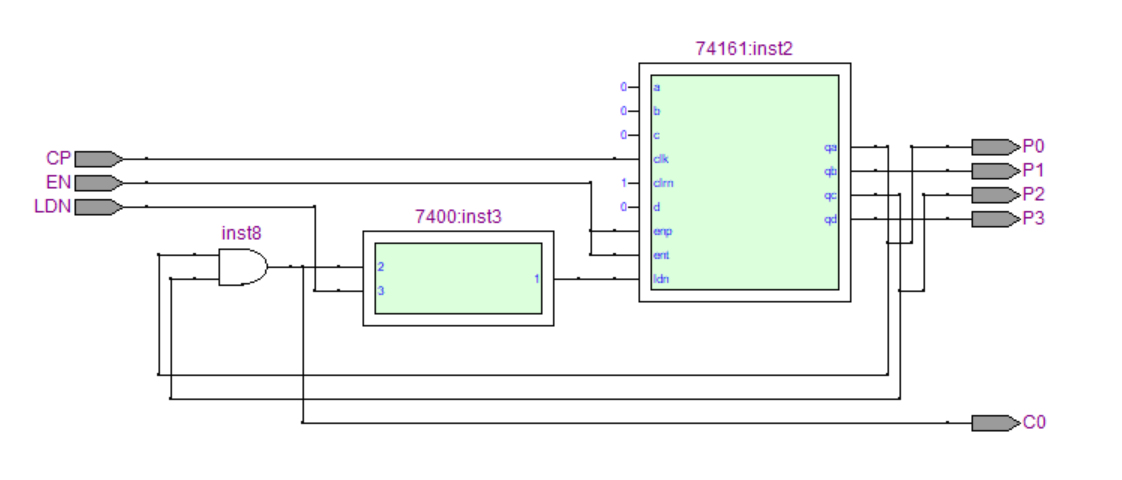 74161:inst2
0 a
0 b
0 c
CP clk
EN 1 clrn
LDN 0 d
7400:inst3 enp
inst8 ent
2
3
1 ldn
qa P0
qb P1
qc P2
qd P3
C0